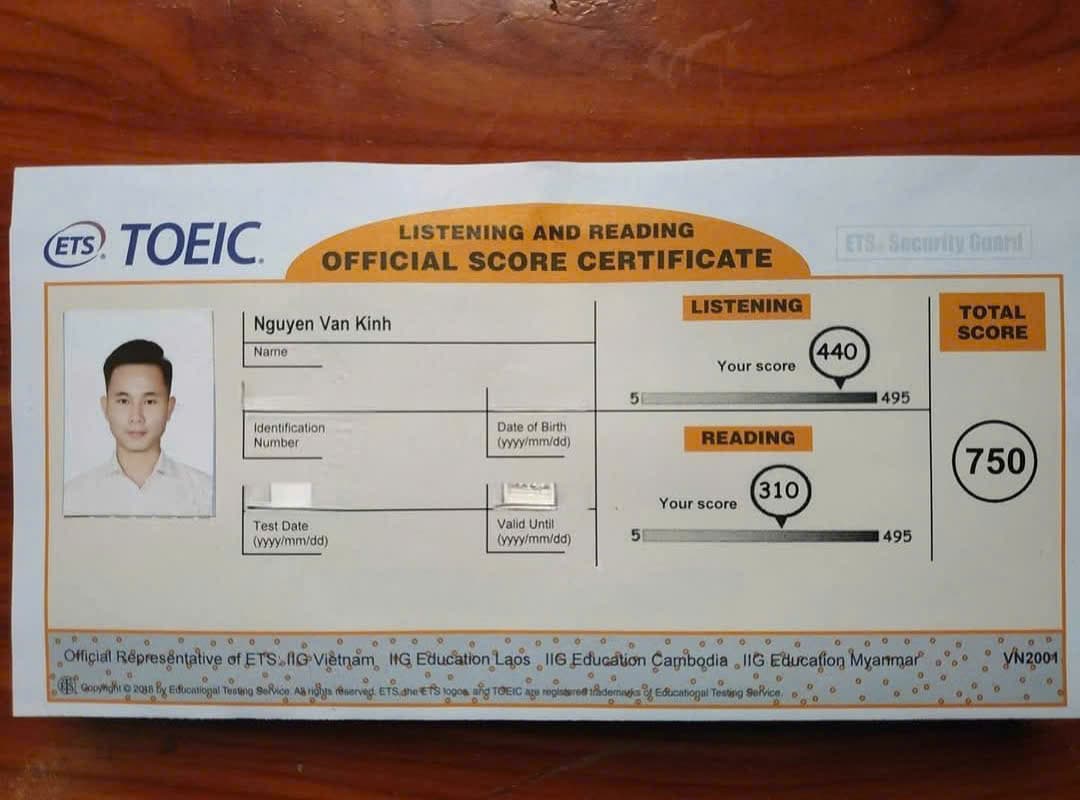 ETS® TOEIC®
LISTENING AND READING
OFFICIAL SCORE CERTIFICATE
ETS® Security Guard
Nguyen Van Kinh
Name
Identification
Number
Date of Birth
(yyyy/mm/dd)
Test Date
(yyyy/mm/dd)
Valid Until
(yyyy/mm/dd)
LISTENING
Your score 440
5 495
READING
Your score 310
5 495
TOTAL
SCORE
750
Official Representative of ETS: IIG Vietnam IIG Education Laos IIG Education Cambodia IIG Education Myanmar VN2001
Copyright © 2018 by Educational Testing Service. All rights reserved. ETS, the ETS logos, and TOEIC are registered trademarks of Educational Testing Service.